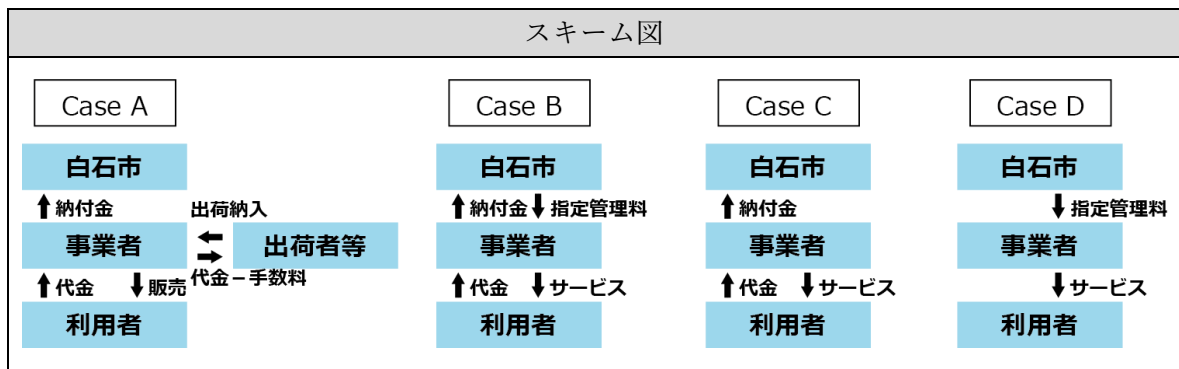 スキーム図
Case A
白石市
↑納付金
出荷納入
事業者
出荷者等
代金－手数料
↑代金 ↓販売
利用者
Case B
白石市
↑納付金 ↓指定管理料
事業者
↑代金 ↓サービス
利用者
Case C
白石市
↑納付金
事業者
↑代金 ↓サービス
利用者
Case D
白石市
↓指定管理料
事業者
↓サービス
利用者